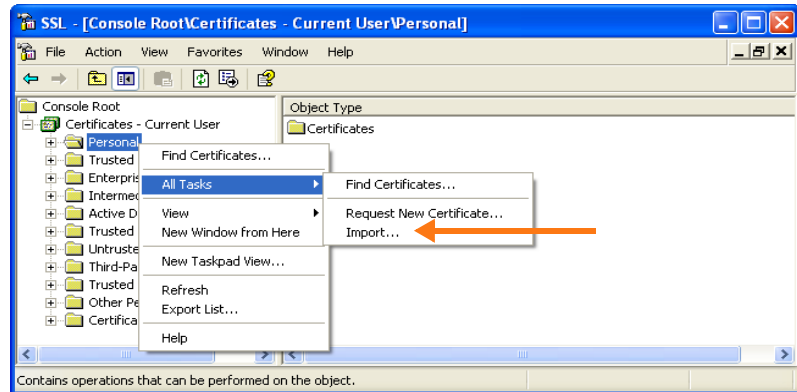 SSL - [Console Root\Certificates - Current User\Personal]
File Action View Favorites Window Help
Console Root
Certificates - Current User
Personal
Trusted
Enterpris
Intermed
Active D
Trusted
Untruste
Third-Pa
Trusted
Other Pe
Certifica
Object Type
Certificates
Find Certificates...
All Tasks
View
New Window from Here
New Taskpad View...
Refresh
Export List...
Help
Find Certificates...
Request New Certificate...
Import...
Contains operations that can be performed on the object.